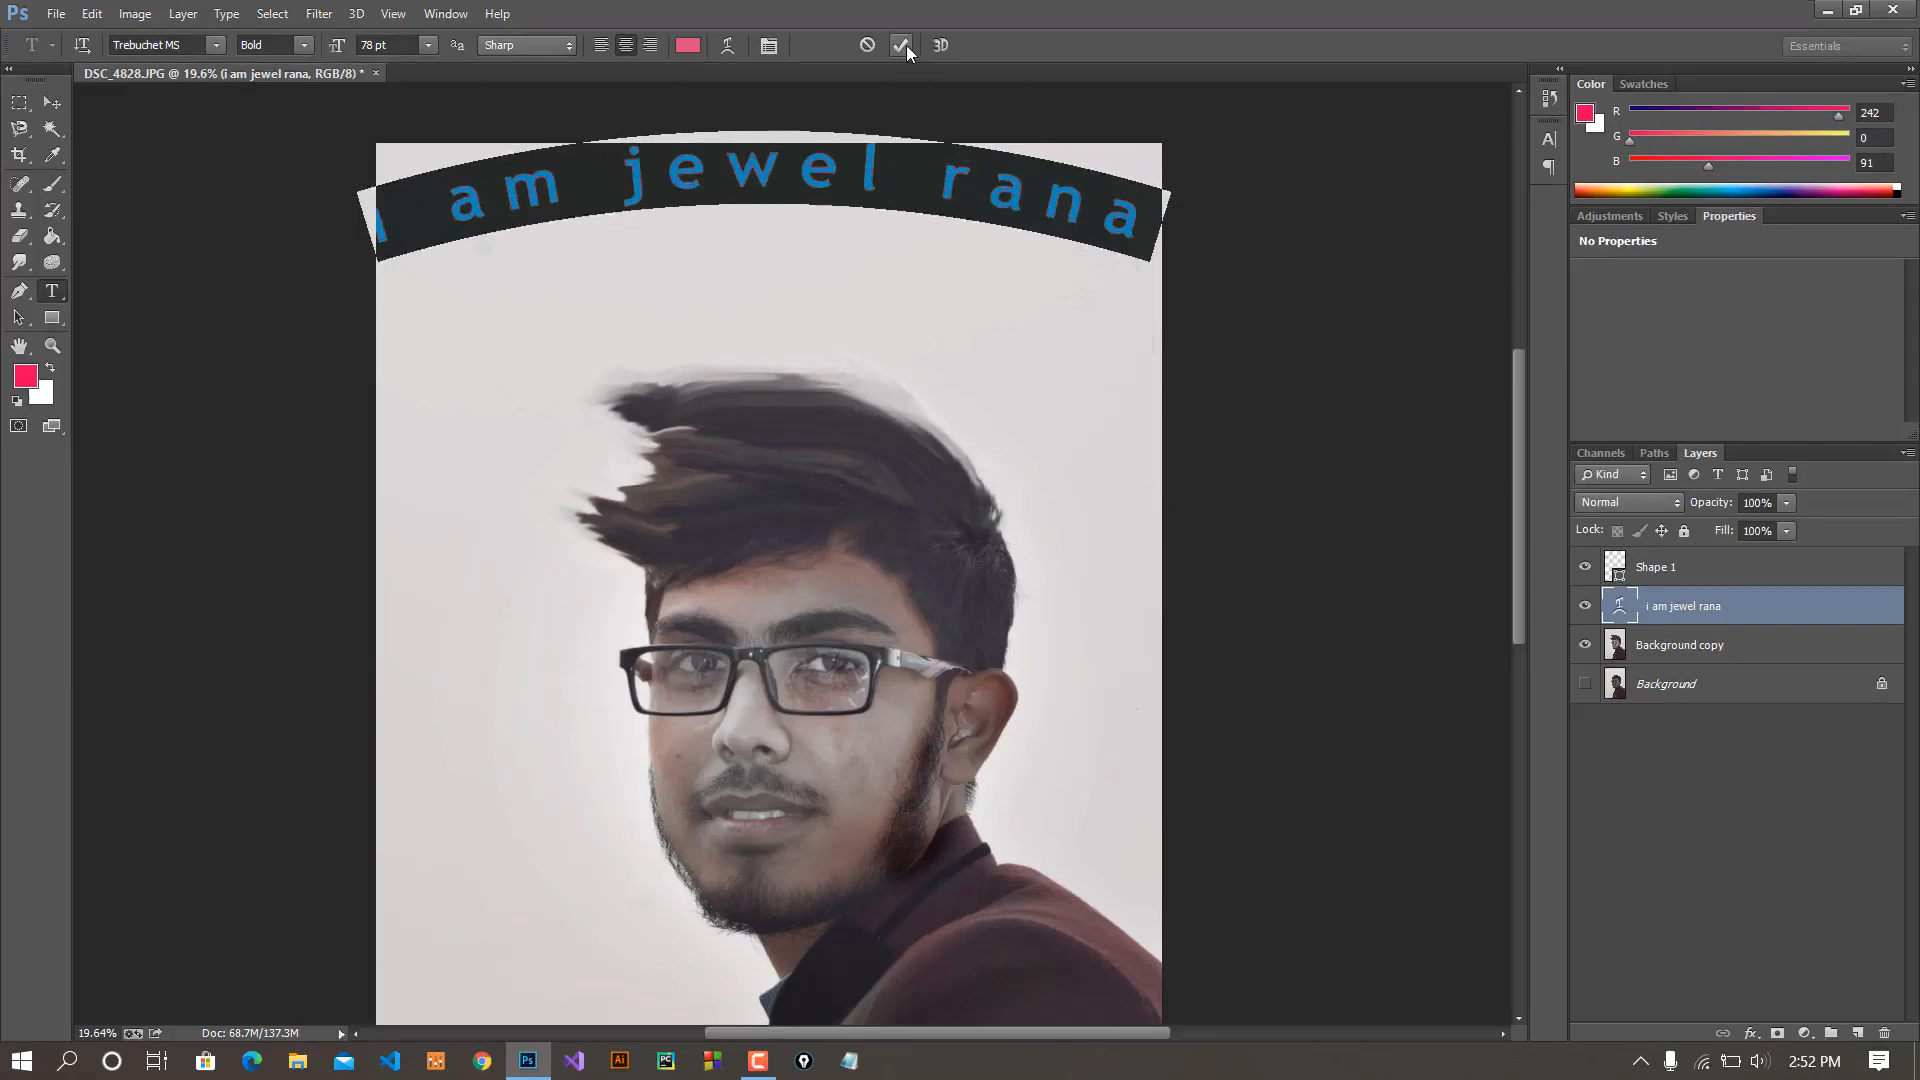 Ps File Edit Image Layer Type Select Filter 3D View Window Help
T Trebuchet MS Bold 78 pt Sharp 3D Essentials
DSC_4828.JPG @ 19.6% (i am jewel rana, RGB/8) * ×
i am jewel rana
Color Swatches
R 242
G 0
B 91
Adjustments Styles Properties
No Properties
Channels Paths Layers
Kind
Normal Opacity: 100%
Lock: Fill: 100%
Shape 1
i am jewel rana
Background copy
Background
19.64% Doc: 68.7M/137.3M
2:52 PM